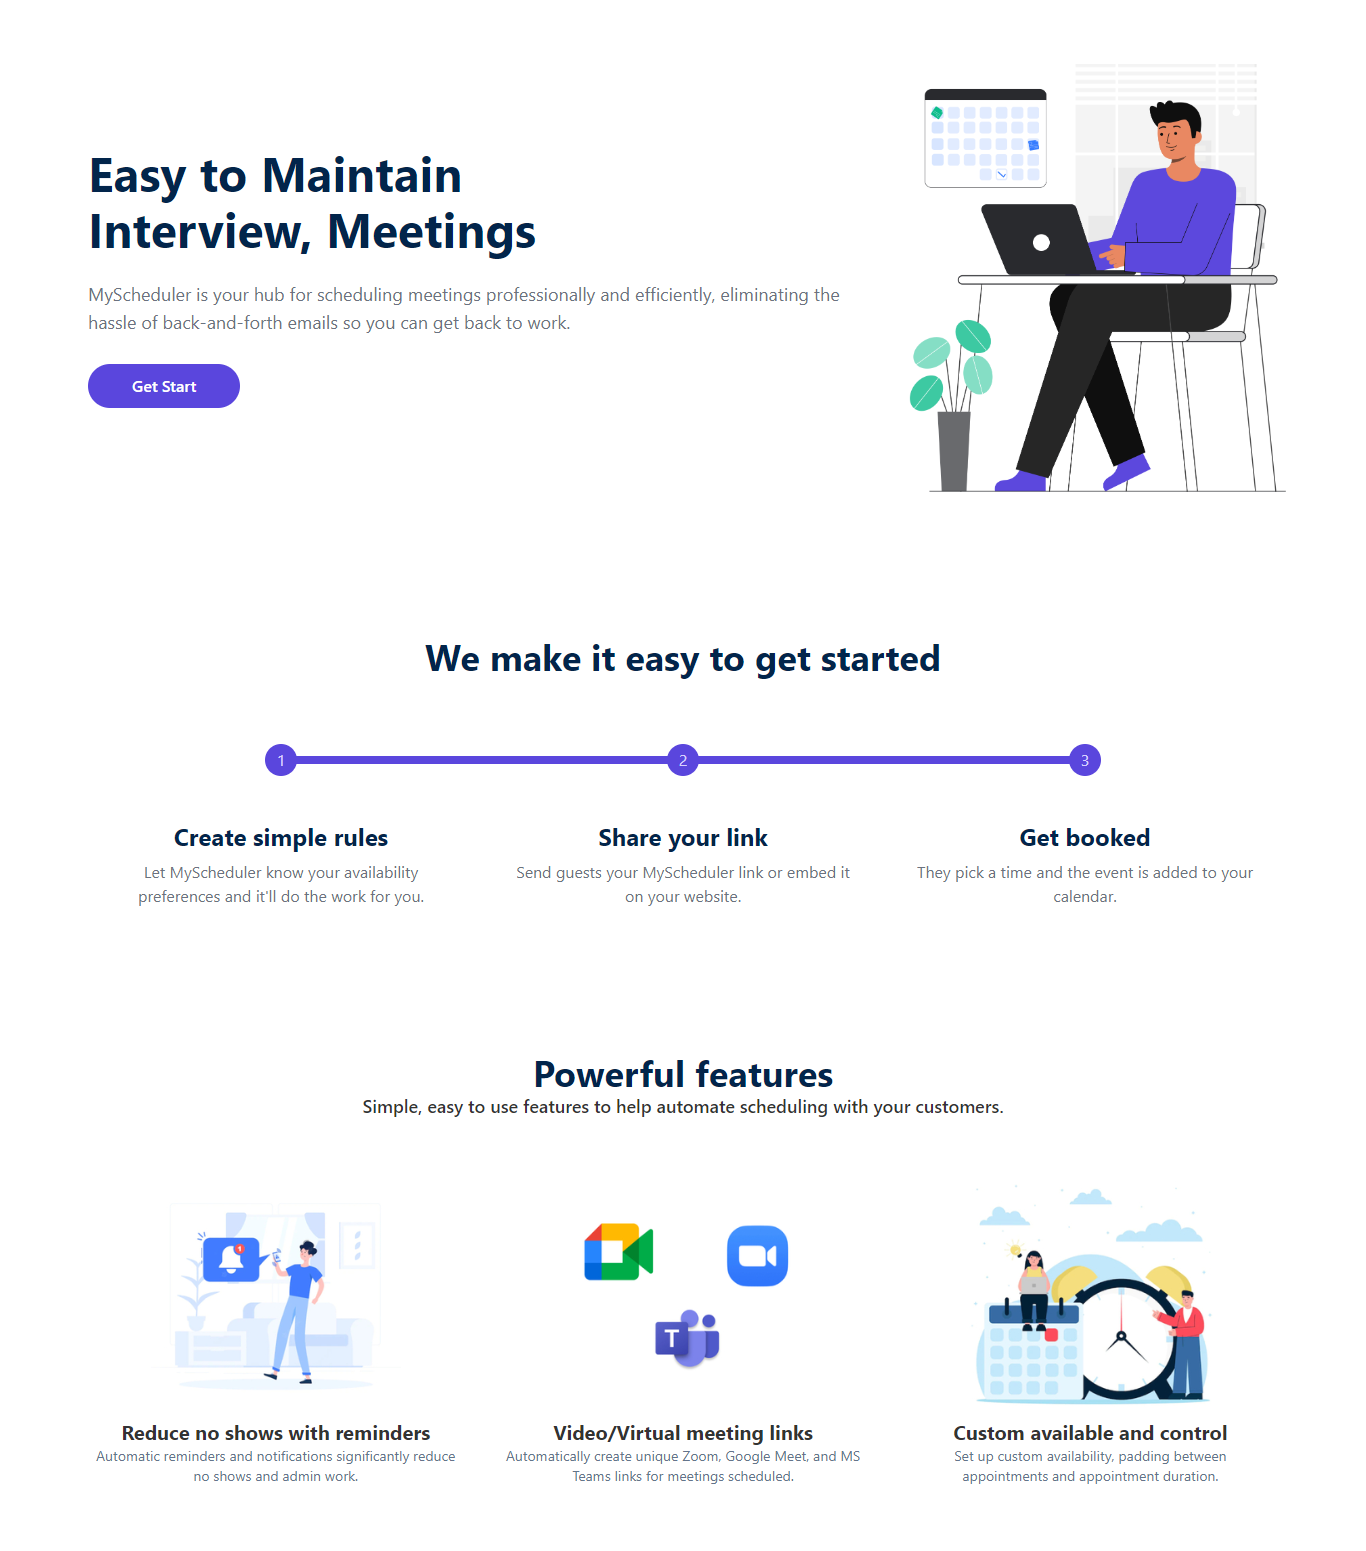 Easy to Maintain
Interview, Meetings
MyScheduler is your hub for scheduling meetings professionally and efficiently, eliminating the
hassle of back-and-forth emails so you can get back to work.
Get Start
We make it easy to get started
1
2
3
Create simple rules
Let MyScheduler know your availability
preferences and it'll do the work for you.
Share your link
Send guests your MyScheduler link or embed it
on your website.
Get booked
They pick a time and the event is added to your
calendar.
Powerful features
Simple, easy to use features to help automate scheduling with your customers.
1
T
Reduce no shows with reminders
Automatic reminders and notifications significantly reduce
no shows and admin work.
Video/Virtual meeting links
Automatically create unique Zoom, Google Meet, and MS
Teams links for meetings scheduled.
Custom available and control
Set up custom availability, padding between
appointments and appointment duration.